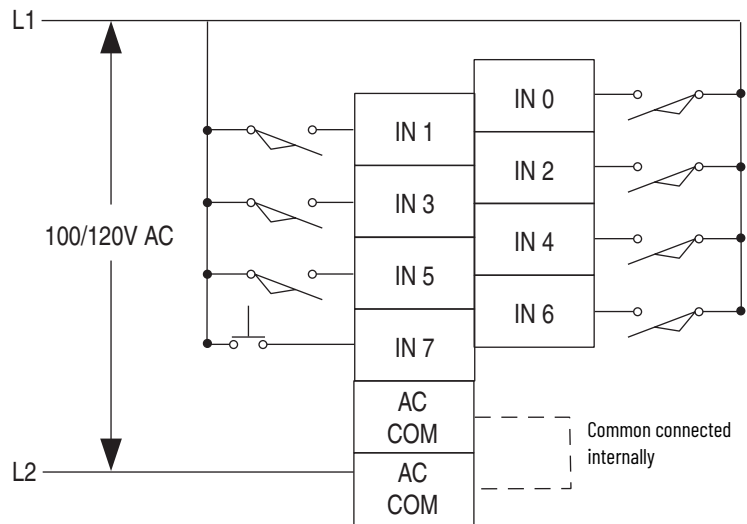 L1
IN 0
IN 1
IN 2
IN 3
100/120V AC
IN 4
IN 5
IN 6
IN 7
AC
COM
Common connected
internally
L2
AC
COM